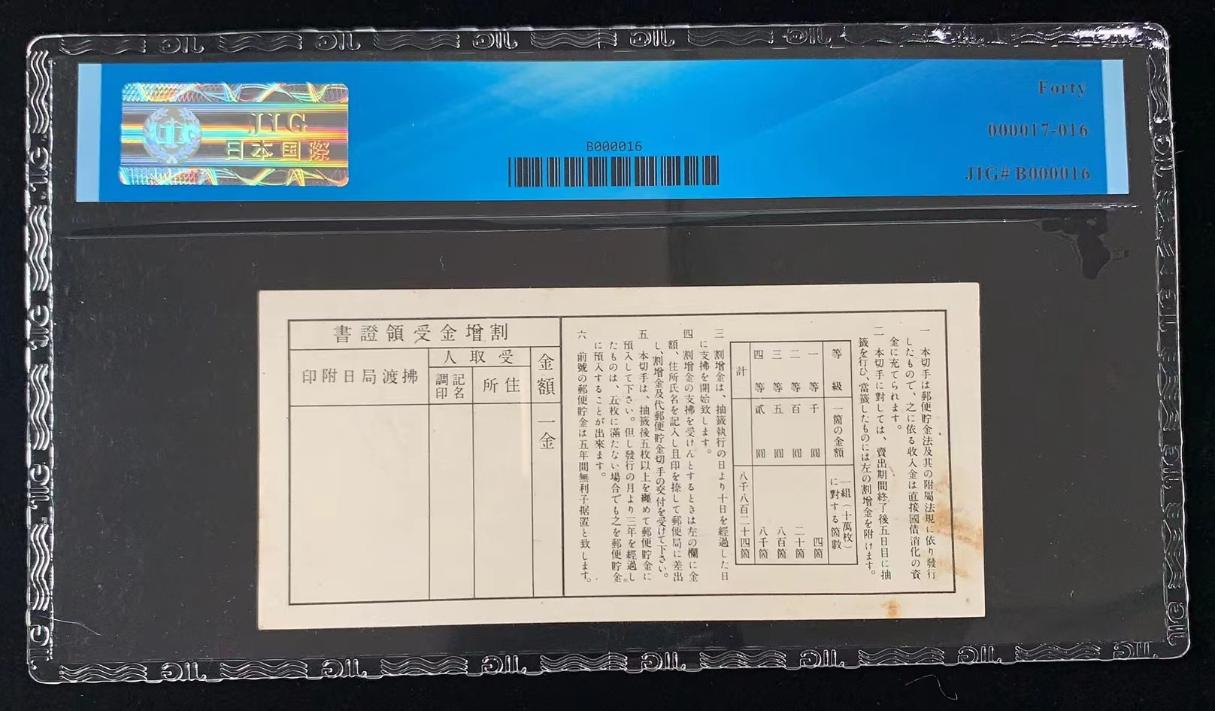 JIG
日本国際
B000016
Forty
000017-016
JIG# B000016
一 本切手は郵便貯金法及其の附屬法規に依り發行
したもので、之に依る收入金は直接國債消化の資
金に充てられます。
二 本切手に對しては、賣出期間終了後五日目に抽
籤を行ひ、當籤したものには左の割增金を附けます。
等級 一箇の金額 一組(十萬枚)に對する箇數
一等 千圓 四箇
二等 百圓 二十箇
三等 五圓 八百箇
四等 貳圓 八千箇
計 八千八百二十四箇
三 割增金は、抽籤執行の日より十日を經過した日
に支拂を開始致します。
四 割增金の支拂を受けんとするときは左の欄に金
額、住所氏名を記入し且印を捺して郵便局に差出
し、割增金及代郵便貯金切手の交付を受けて下さい。
五 本切手は、抽籤後五枚以上を纏めて郵便貯金に
預入して下さい。但し發行の月より三年を經過し
たものは、五枚に滿たない場合でも之を郵便貯金
に預入することが出來ます。
六 前號の郵便貯金は五年間無利子据置と致します。
割增金受領證書
金額
一金
受取人
住所
記名調印
拂渡局日附印